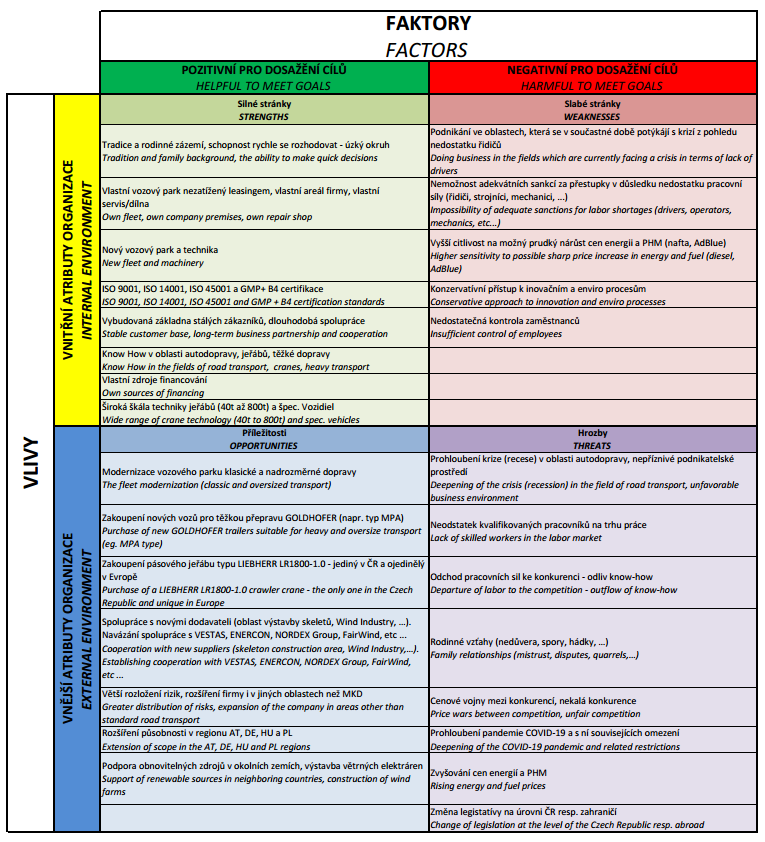 FAKTORY
FACTORS
POZITIVNÍ PRO DOSAŽĚNÍ CÍLŮ
HELPFUL TO MEET GOALS
NEGATIVNÍ PRO DOSAŽĚNÍ CÍLŮ
HARMFUL TO MEET GOALS
VLIVY
VNITŘNÍ ATRIBUTY ORGANIZACE
INTERNAL ENVIRONMENT
Silné stránky
STRENGTHS
Slabé stránky
WEAKNESSES
Tradice a rodinné zázemí, schopnost rychle se rozhodovat - úzký okruh
Tradition and family background, the ability to make quick decisions
Podnikání ve oblastech, která se v součastné době potýkájí s krizí z pohledu
nedostatku řidičů
Doing business in the fields which are currently facing a crisis in terms of lack of
drivers
Vlastní vozový park nezatížený leasingem, vlastní areál firmy, vlastní
servis/dílna
Own fleet, own company premises, own repair shop
Nemožnost adekvátních sankcí za přestupky v důsledku nedostatku pracovní
síly (řidiči, strojníci, mechanici, ...)
Impossibility of adequate sanctions for labor shortages (drivers, operators,
mechanics, etc...)
Nový vozový park a technika
New fleet and machinery
Vyšší citlivost na možný prudký nárůst cen energii a PHM (nafta, AdBlue)
Higher sensitivity to possible sharp price increase in energy and fuel (diesel,
AdBlue)
ISO 9001, ISO 14001, ISO 45001 a GMP+ B4 certifikace
ISO 9001, ISO 14001, ISO 45001 and GMP + B4 certification standards
Konzervativní přístup k inovačním a enviro procesům
Conservative approach to innovation and enviro processes
Vybudovaná základna stálých zákazníků, dlouhodobá spolupráce
Stable customer base, long-term business partnership and cooperation
Nedostatečná kontrola zaměstnanců
Insufficient control of employees
Know How v oblasti autodopravy, jeřábů, těžké dopravy
Know How in the fields of road transport, cranes, heavy transport
Vlastní zdroje financování
Own sources of financing
Široká škála techniky jeřábů (40t až 800t) a špec. Vozidiel
Wide range of crane technology (40t to 800t) and spec. vehicles
VNĚJŠÍ ATRIBUTY ORGANIZACE
EXTERNAL ENVIRONMENT
Příležitosti
OPPORTUNITIES
Hrozby
THREATS
Modernizace vozového parku klasické a nadrozměrné dopravy
The fleet modernization (classic and oversized transport)
Prohloubení krize (recese) v oblasti autodopravy, nepříznivé podnikatelské
prostředí
Deepening of the crisis (recession) in the field of road transport, unfavorable
business environment
Zakoupení nových vozů pro těžkou přepravu GOLDHOFER (napr. typ MPA)
Purchase of new GOLDHOFER trailers suitable for heavy and oversize transport
(eg. MPA type)
Neodstatek kvalifikovaných pracovníků na trhu práce
Lack of skilled workers in the labor market
Zakoupení pásového jeřábu typu LIEBHERR LR1800-1.0 - jediný v ČR a ojedinělý
v Evropě
Purchase of a LIEBHERR LR1800-1.0 crawler crane - the only one in the Czech
Republic and unique in Europe
Odchod pracovních sil ke konkurenci - odliv know-how
Departure of labor to the competition - outflow of know-how
Spolupráce s novými dodavateli (oblast výstavby skeletů, Wind Industry, ...).
Navázání spolupráce s VESTAS, ENERCON, NORDEX Group, FairWind, etc ...
Cooperation with new suppliers (skeleton construction area, Wind Industry,...).
Establishing cooperation with VESTAS, ENERCON, NORDEX Group, FairWind,
etc ...
Rodinné vztahy (nedůvera, spory, hádky, ...)
Family relationships (mistrust, disputes, quarrels,...)
Větší rozložení rizik, rozšíření firmy i v jiných oblastech než MKD
Greater distribution of risks, expansion of the company in areas other than
standard road transport
Cenové vojny mezi konkurencí, nekalá konkurence
Price wars between competition, unfair competition
Rozšíření působnosti v regionu AT, DE, HU a PL
Extension of scope in the AT, DE, HU and PL regions
Prohloubení pandemie COVID-19 a s ní souvisejících omezení
Deepening of the COVID-19 pandemic and related restrictions
Podpora obnovitelných zdrojů v okolních zemích, výstavba větrných elektráren
Support of renewable sources in neighboring countries, construction of wind
farms
Zvyšování cen energií a PHM
Rising energy and fuel prices
Změna legistatívy na úrovni ČR resp. zahraničí
Change of legislation at the level of the Czech Republic resp. abroad